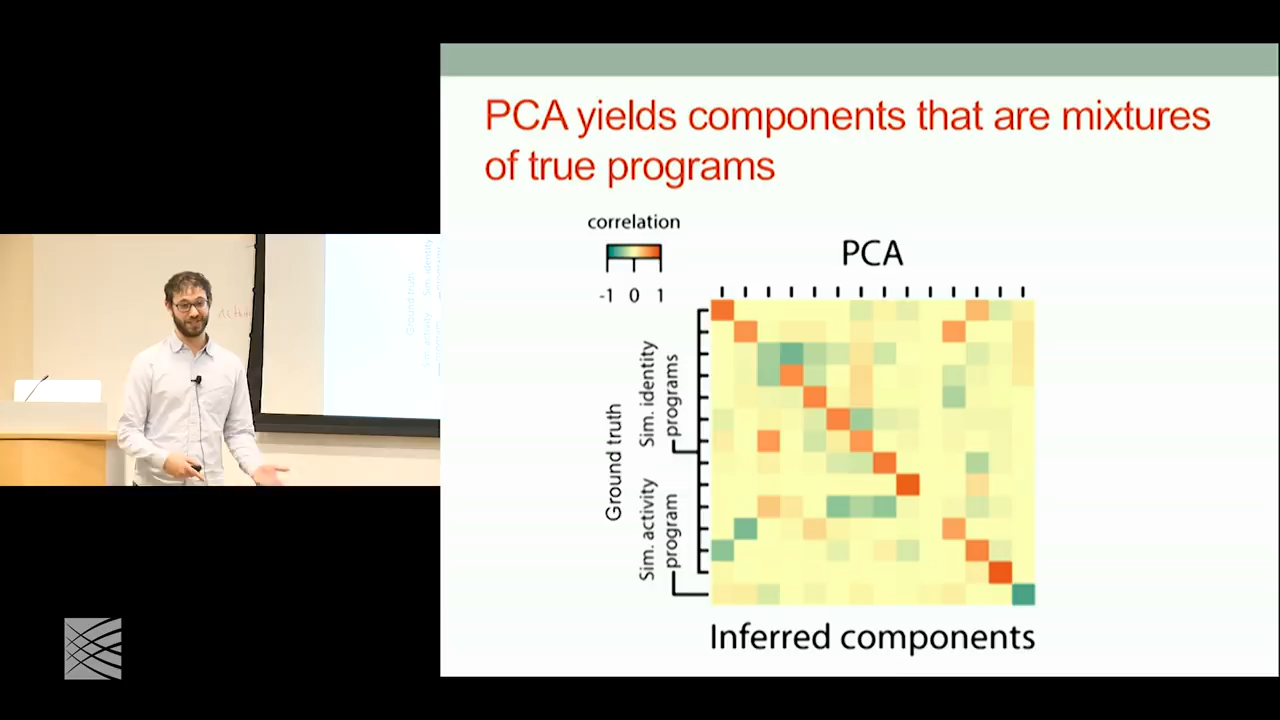 PCA yields components that are mixtures
of true programs
correlation
-1 0 1
PCA
Ground truth
Sim. identity
programs
Sim. activity
program
Inferred components